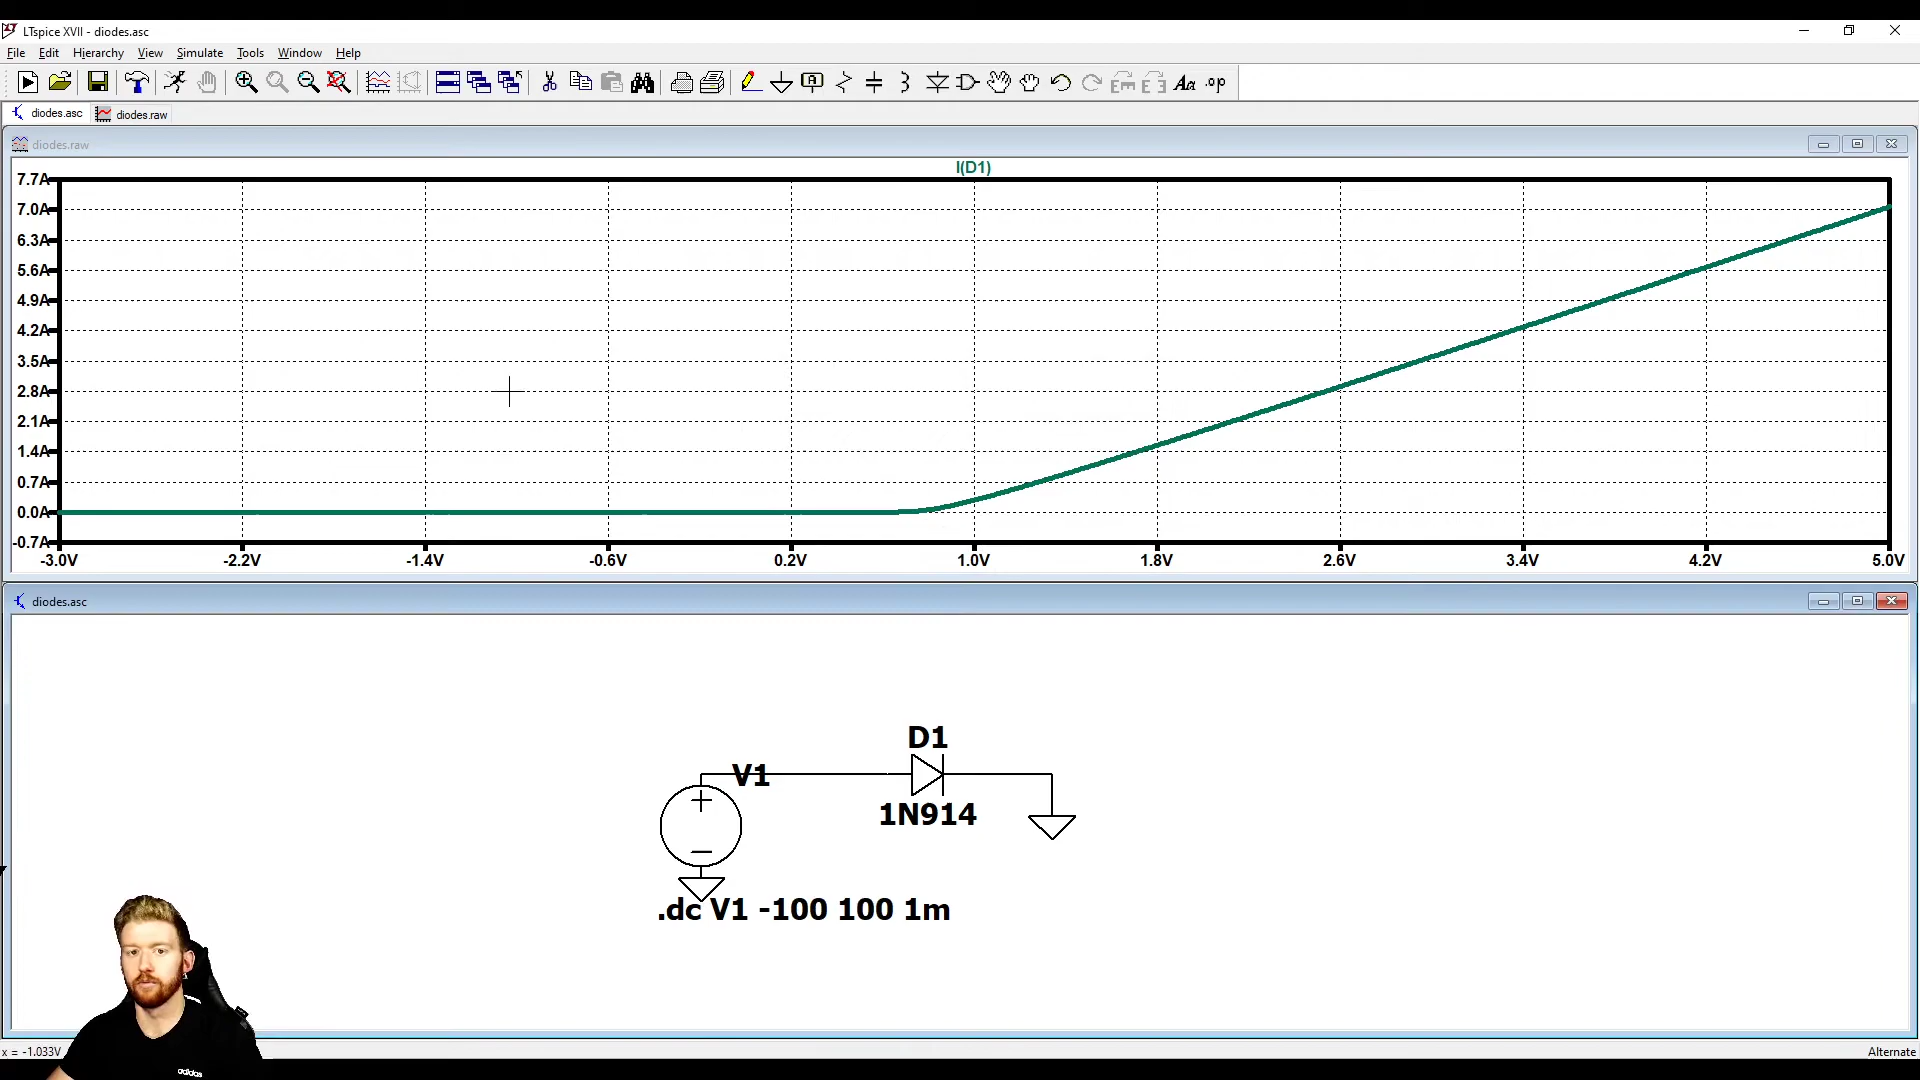 LTspice XVII - diodes.asc
File Edit Hierarchy View Simulate Tools Window Help
A Aa .op
diodes.asc diodes.raw
diodes.raw
I(D1)
7.7A
7.0A
6.3A
5.6A
4.9A
4.2A
3.5A
2.8A
2.1A
1.4A
0.7A
0.0A
-0.7A
-3.0V -2.2V -1.4V -0.6V 0.2V 1.0V 1.8V 2.6V 3.4V 4.2V 5.0V
diodes.asc
D1
V1
1N914
.dc V1 -100 100 1m
adidas
x = -1.033V Alternate